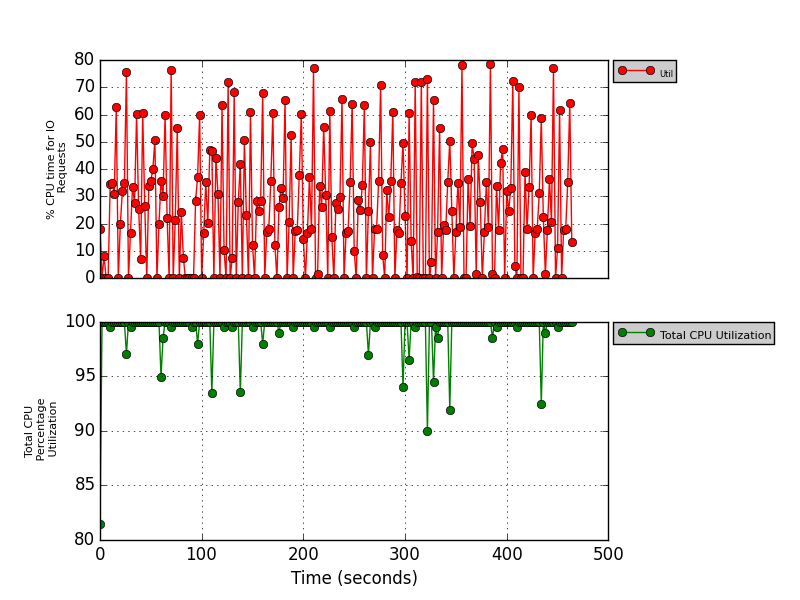 80
70
60
50
40
30
20
10
0
% CPU time for IO
Requests
Util
100
95
90
85
80
Total CPU
Percentage
Utilization
Total CPU Utilization
0 100 200 300 400 500
Time (seconds)